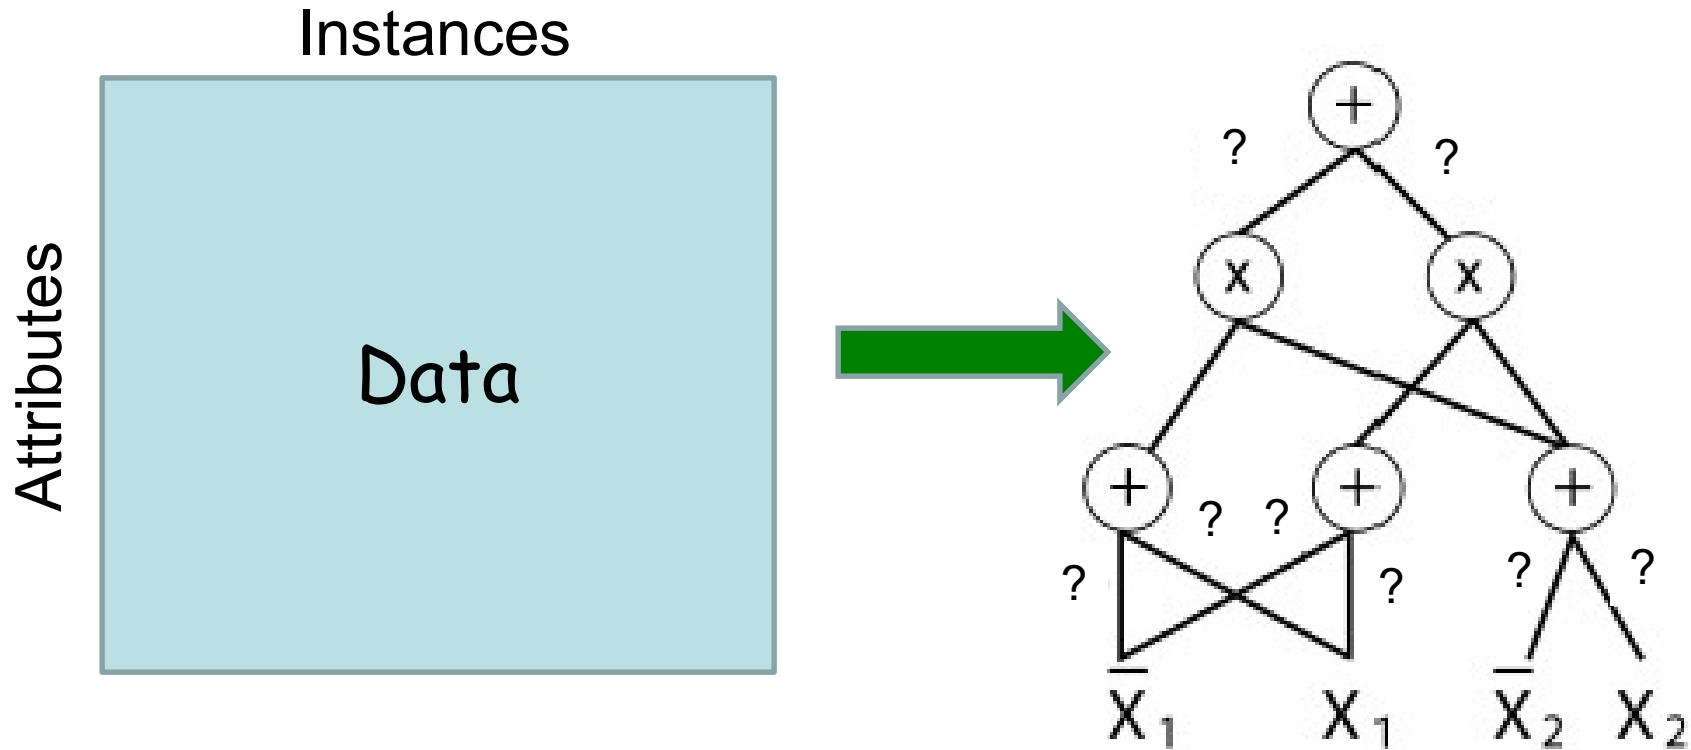 Instances
Attributes
Data
+
? ?
x x
+ + +
? ? ? ? ? ?
X̅₁ X₁ X̅₂ X₂